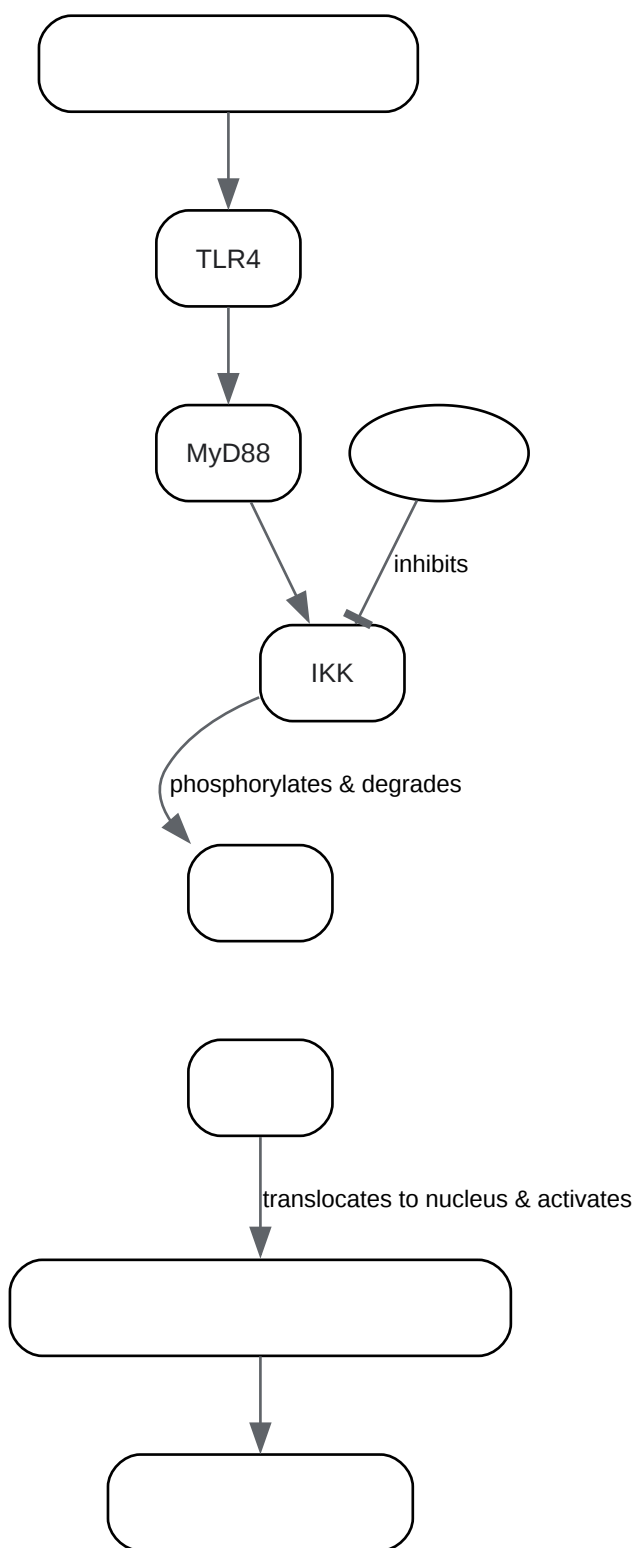 TLR4
MyD88
inhibits
IKK
phosphorylates & degrades
translocates to nucleus & activates